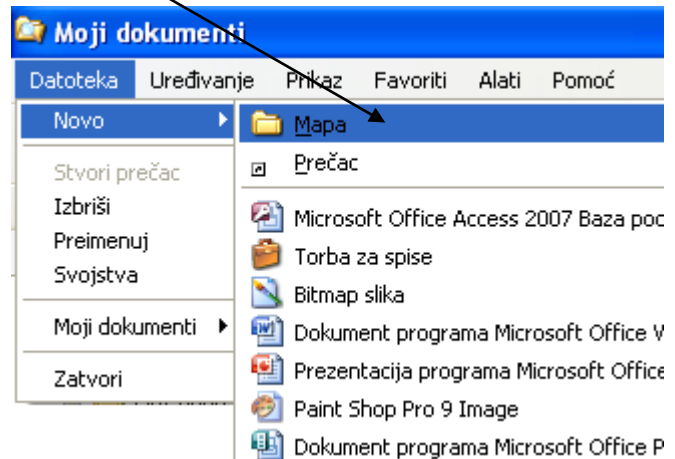 Moji dokumenti
Datoteka Uređivanje Prikaz Favoriti Alati Pomoć
Novo
Stvori prečac
Izbriši
Preimenuj
Svojstva
Moji dokumenti
Zatvori
Mapa
Prečac
Microsoft Office Access 2007 Baza poc
Torba za spise
Bitmap slika
Dokument programa Microsoft Office W
Prezentacija programa Microsoft Office
Paint Shop Pro 9 Image
Dokument programa Microsoft Office P